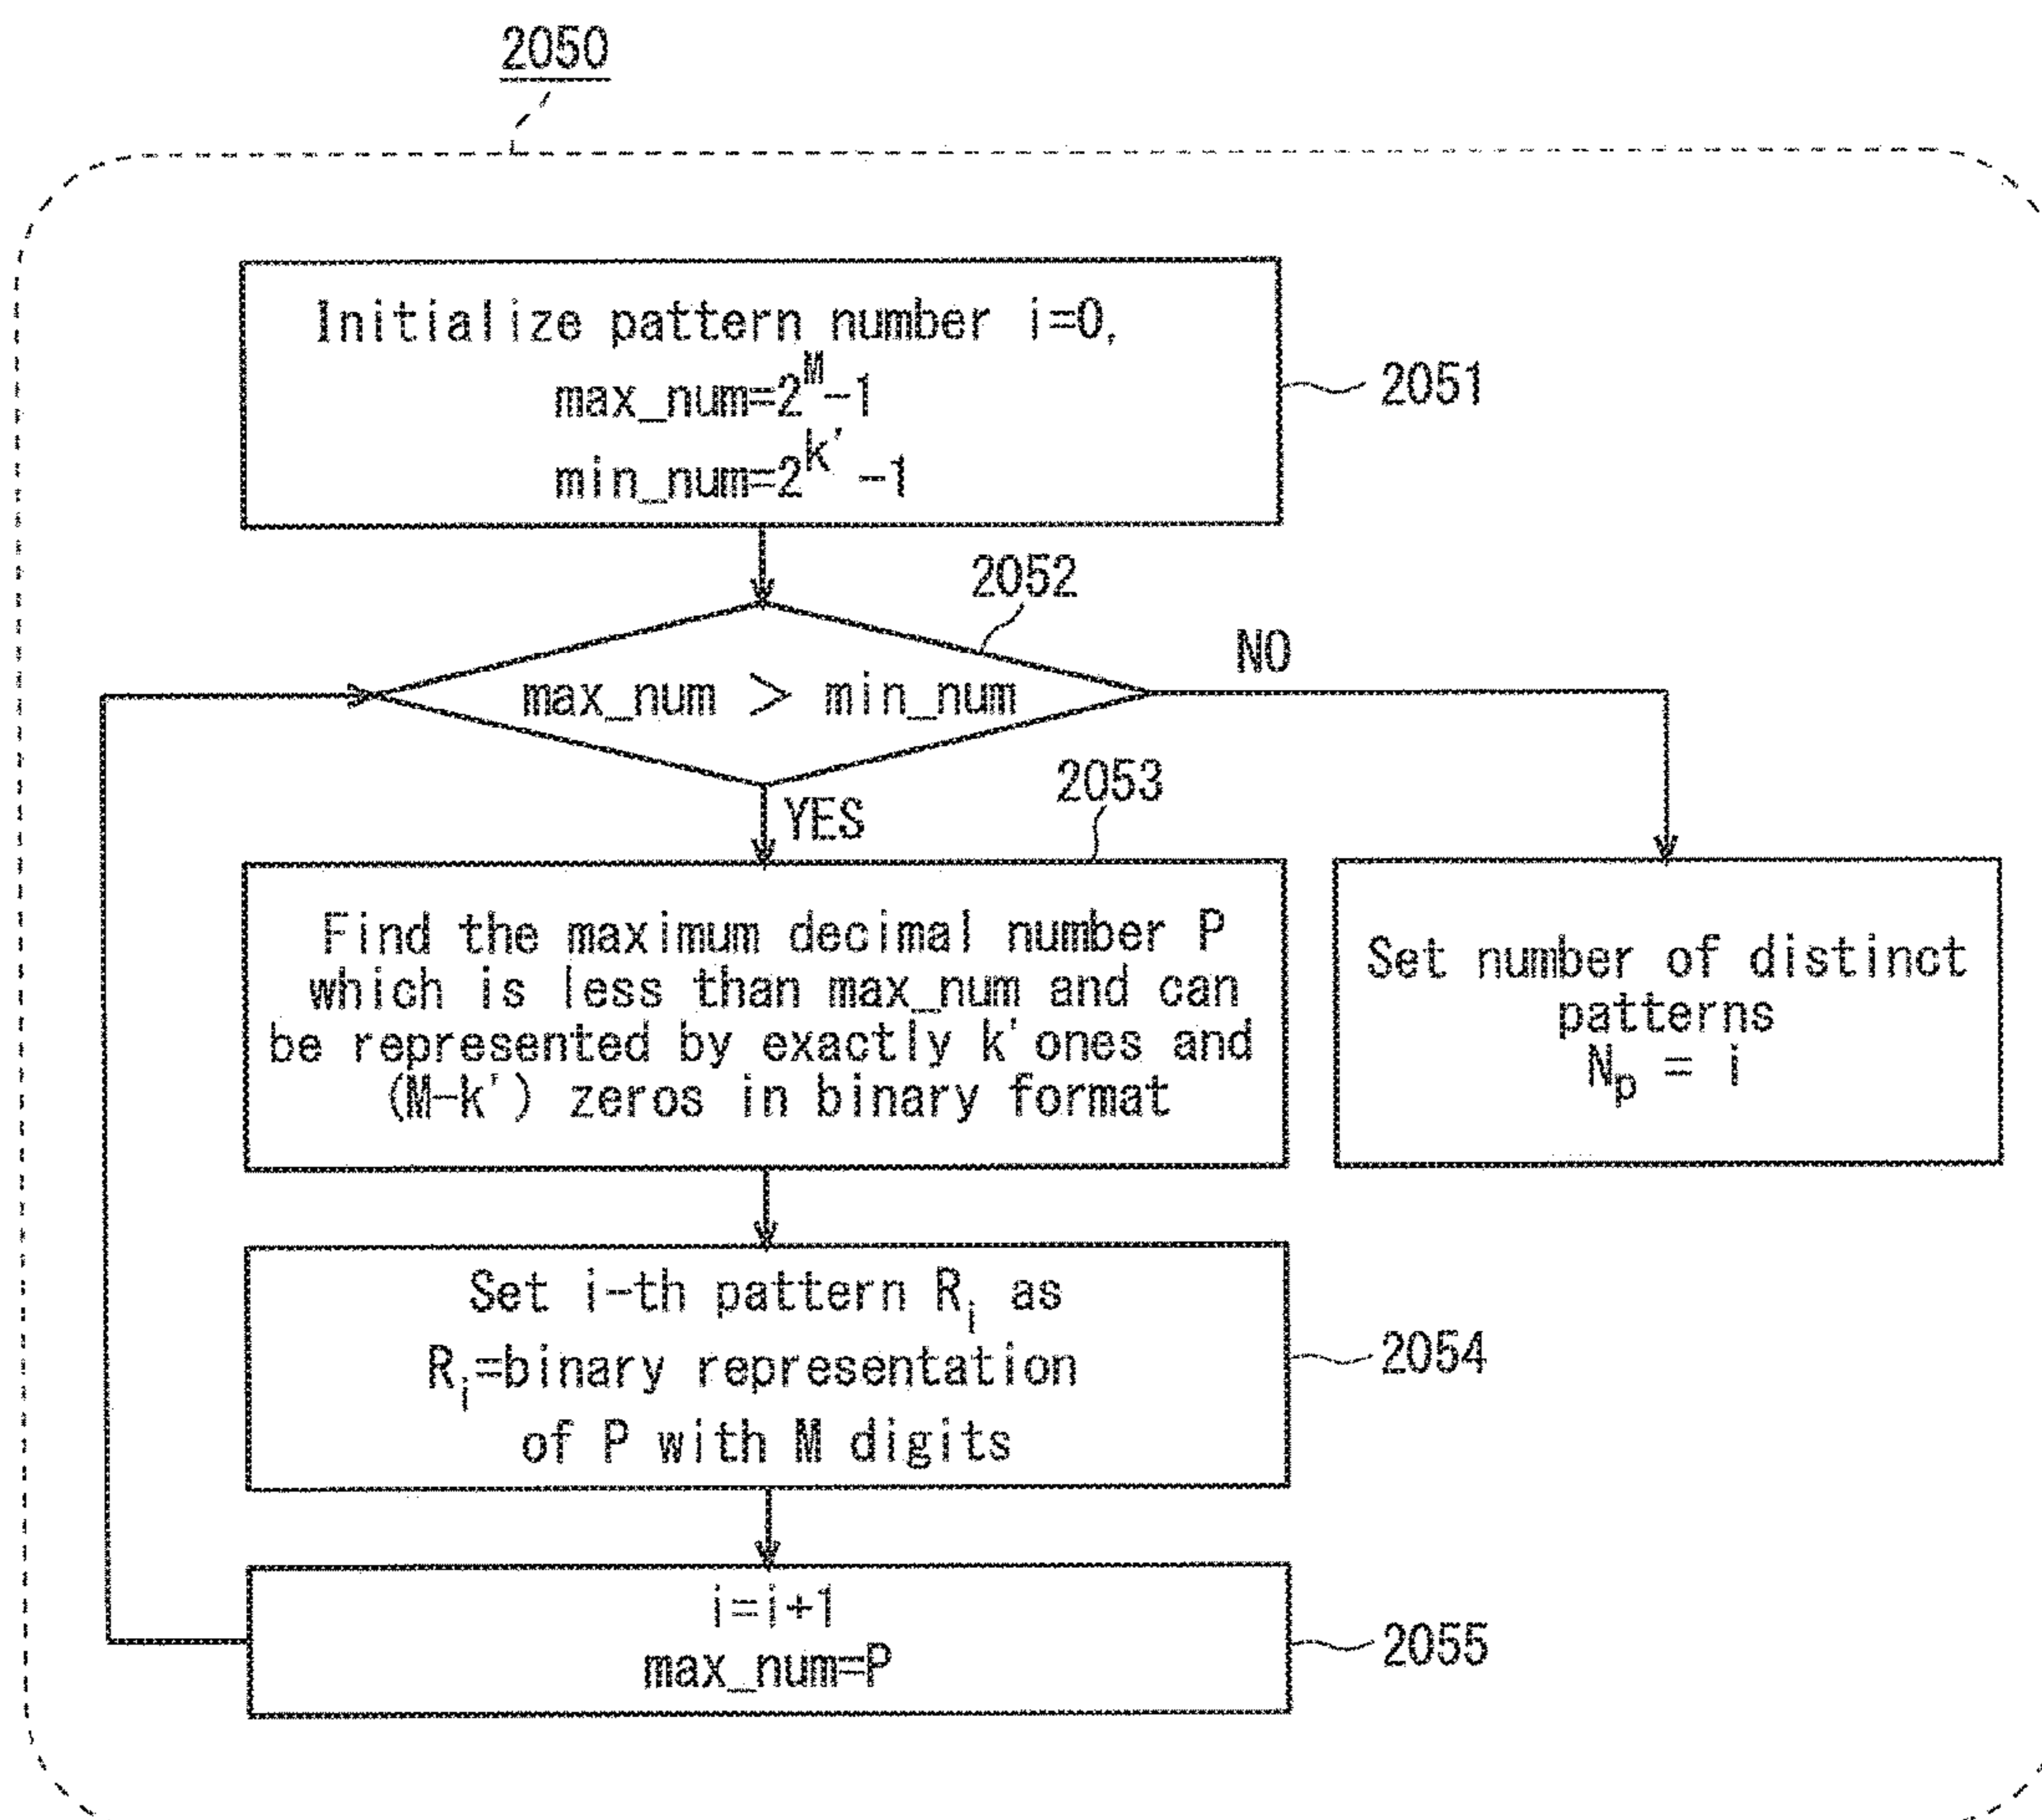 2050
Initialize pattern number i=0,
max_num=2^M-1
min_num=2^k'-1
2051
2052
max_num > min_num
NO
YES
2053
Find the maximum decimal number P
which is less than max_num and can
be represented by exactly k' ones and
(M-k') zeros in binary format
Set number of distinct
patterns
N_p = i
Set i-th pattern R_i as
R_i=binary representation
of P with M digits
2054
i=i+1
max_num=P
2055